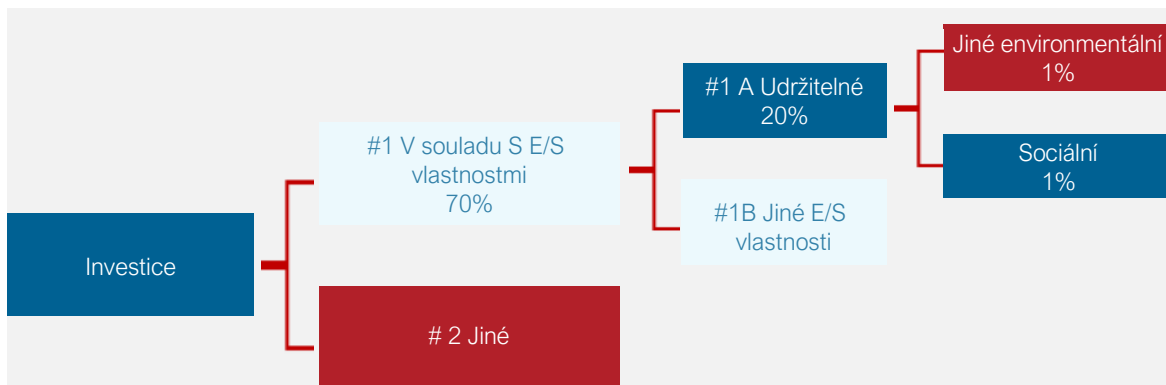 Investice
#1 V souladu S E/S
vlastnostmi
70%
# 2 Jiné
#1 A Udržitelné
20%
#1B Jiné E/S
vlastnosti
Jiné environmentální
1%
Sociální
1%